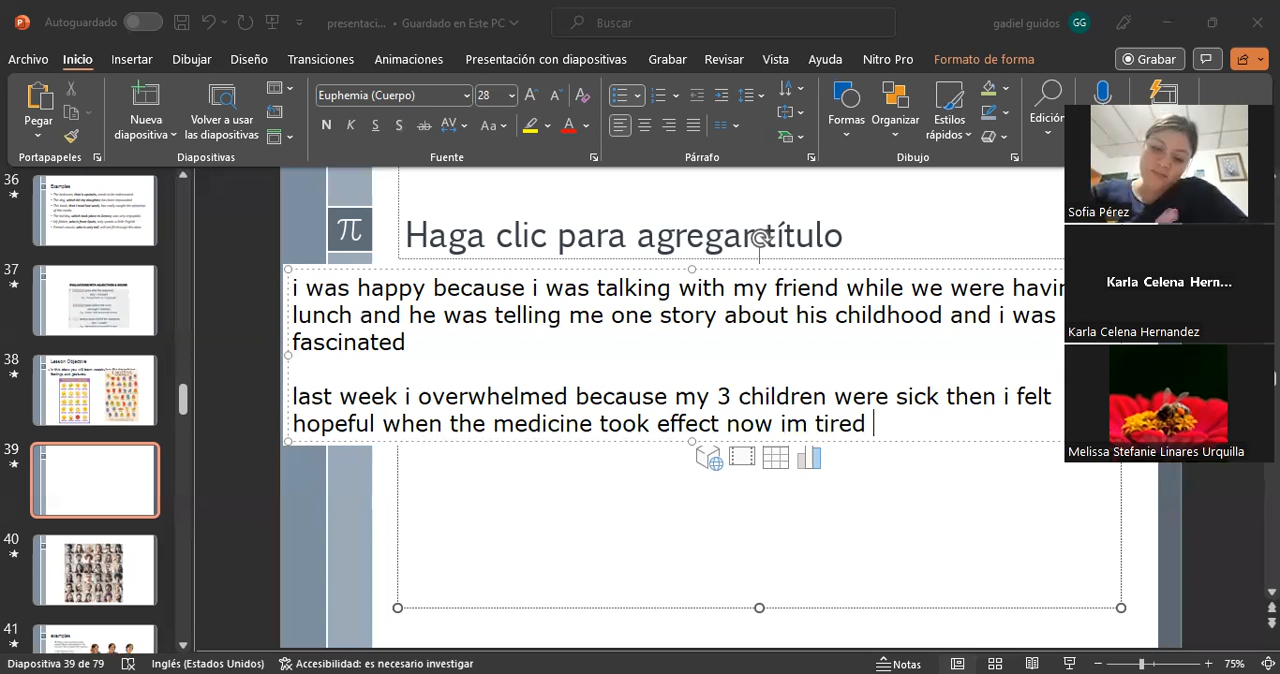 Autoguardado
presentaci... • Guardado en Este PC
Buscar
gadiel guidos
GG
Archivo
Inicio
Insertar
Dibujar
Diseño
Transiciones
Animaciones
Presentación con diapositivas
Grabar
Revisar
Vista
Ayuda
Nitro Pro
Formato de forma
Grabar
Pegar
Nueva diapositiva
Volver a usar las diapositivas
Euphemia (Cuerpo)
28
N K S S ab AV Aa A
Formas
Organizar
Estilos rápidos
Edición
Portapapeles
Diapositivas
Fuente
Párrafo
Dibujo
Sofia Pérez
Karla Celena Hern...
Karla Celena Hernandez
Melissa Stefanie Linares Urquilla
36
Examples
37
38
Lesson Objective
39
40
41
examples
π
Haga clic para agregar título
i was happy because i was talking with my friend while we were havin
lunch and he was telling me one story about his childhood and i was
fascinated
last week i overwhelmed because my 3 children were sick then i felt
hopeful when the medicine took effect now im tired
Diapositiva 39 de 79
Inglés (Estados Unidos)
Accesibilidad: es necesario investigar
Notas
75%